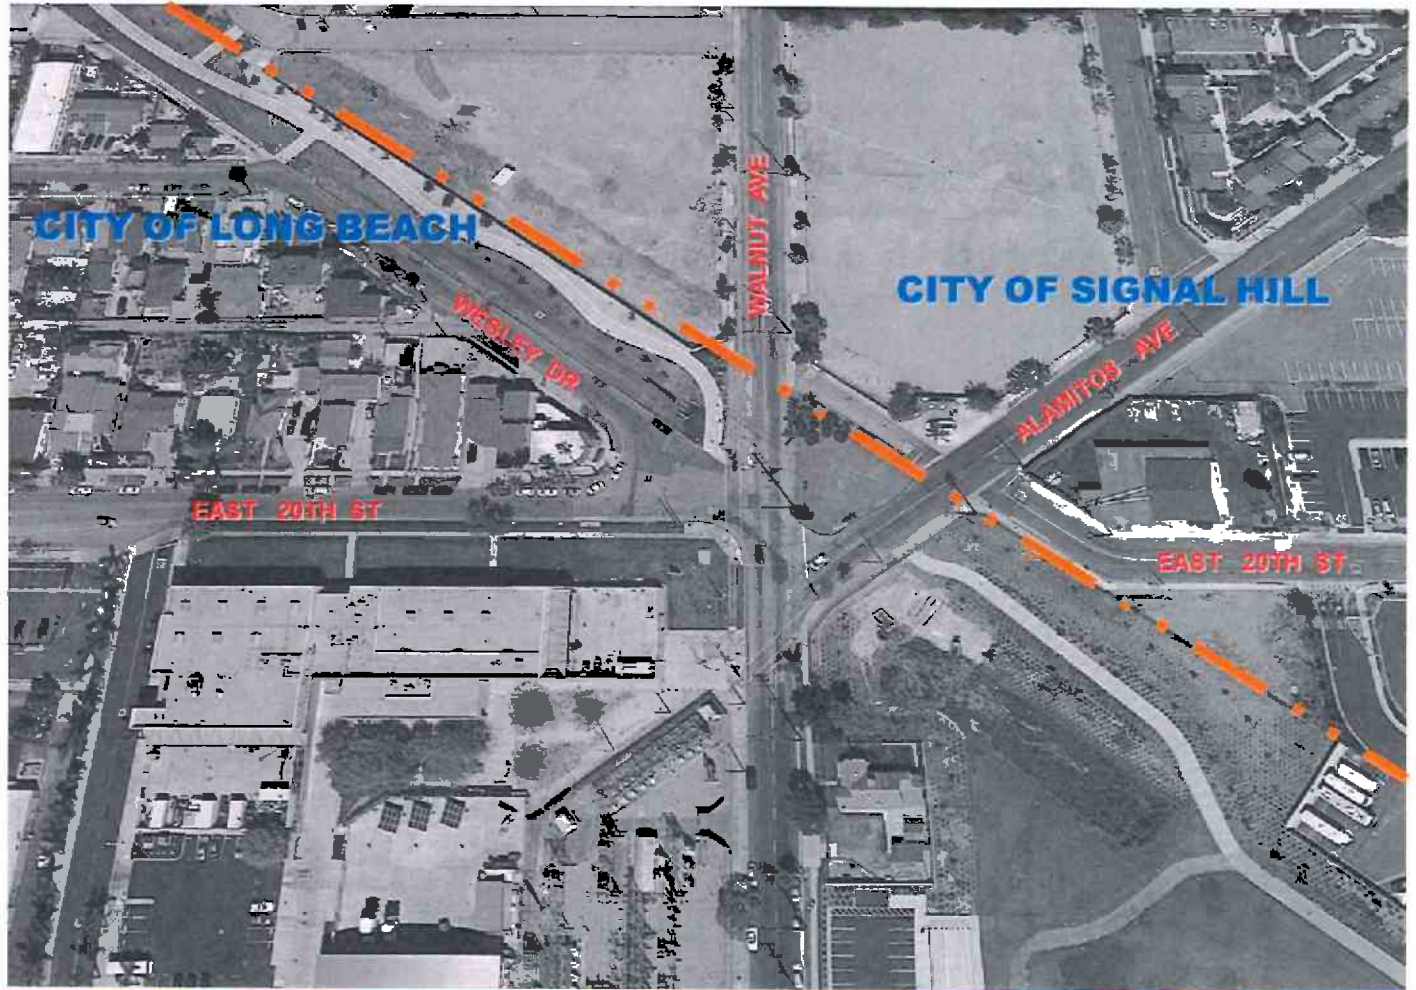 WALNUT AVE
CITY OF LONG BEACH
CITY OF SIGNAL HILL
WESLEY DR
ALAMITOS AVE
EAST 20TH ST
EAST 20TH ST